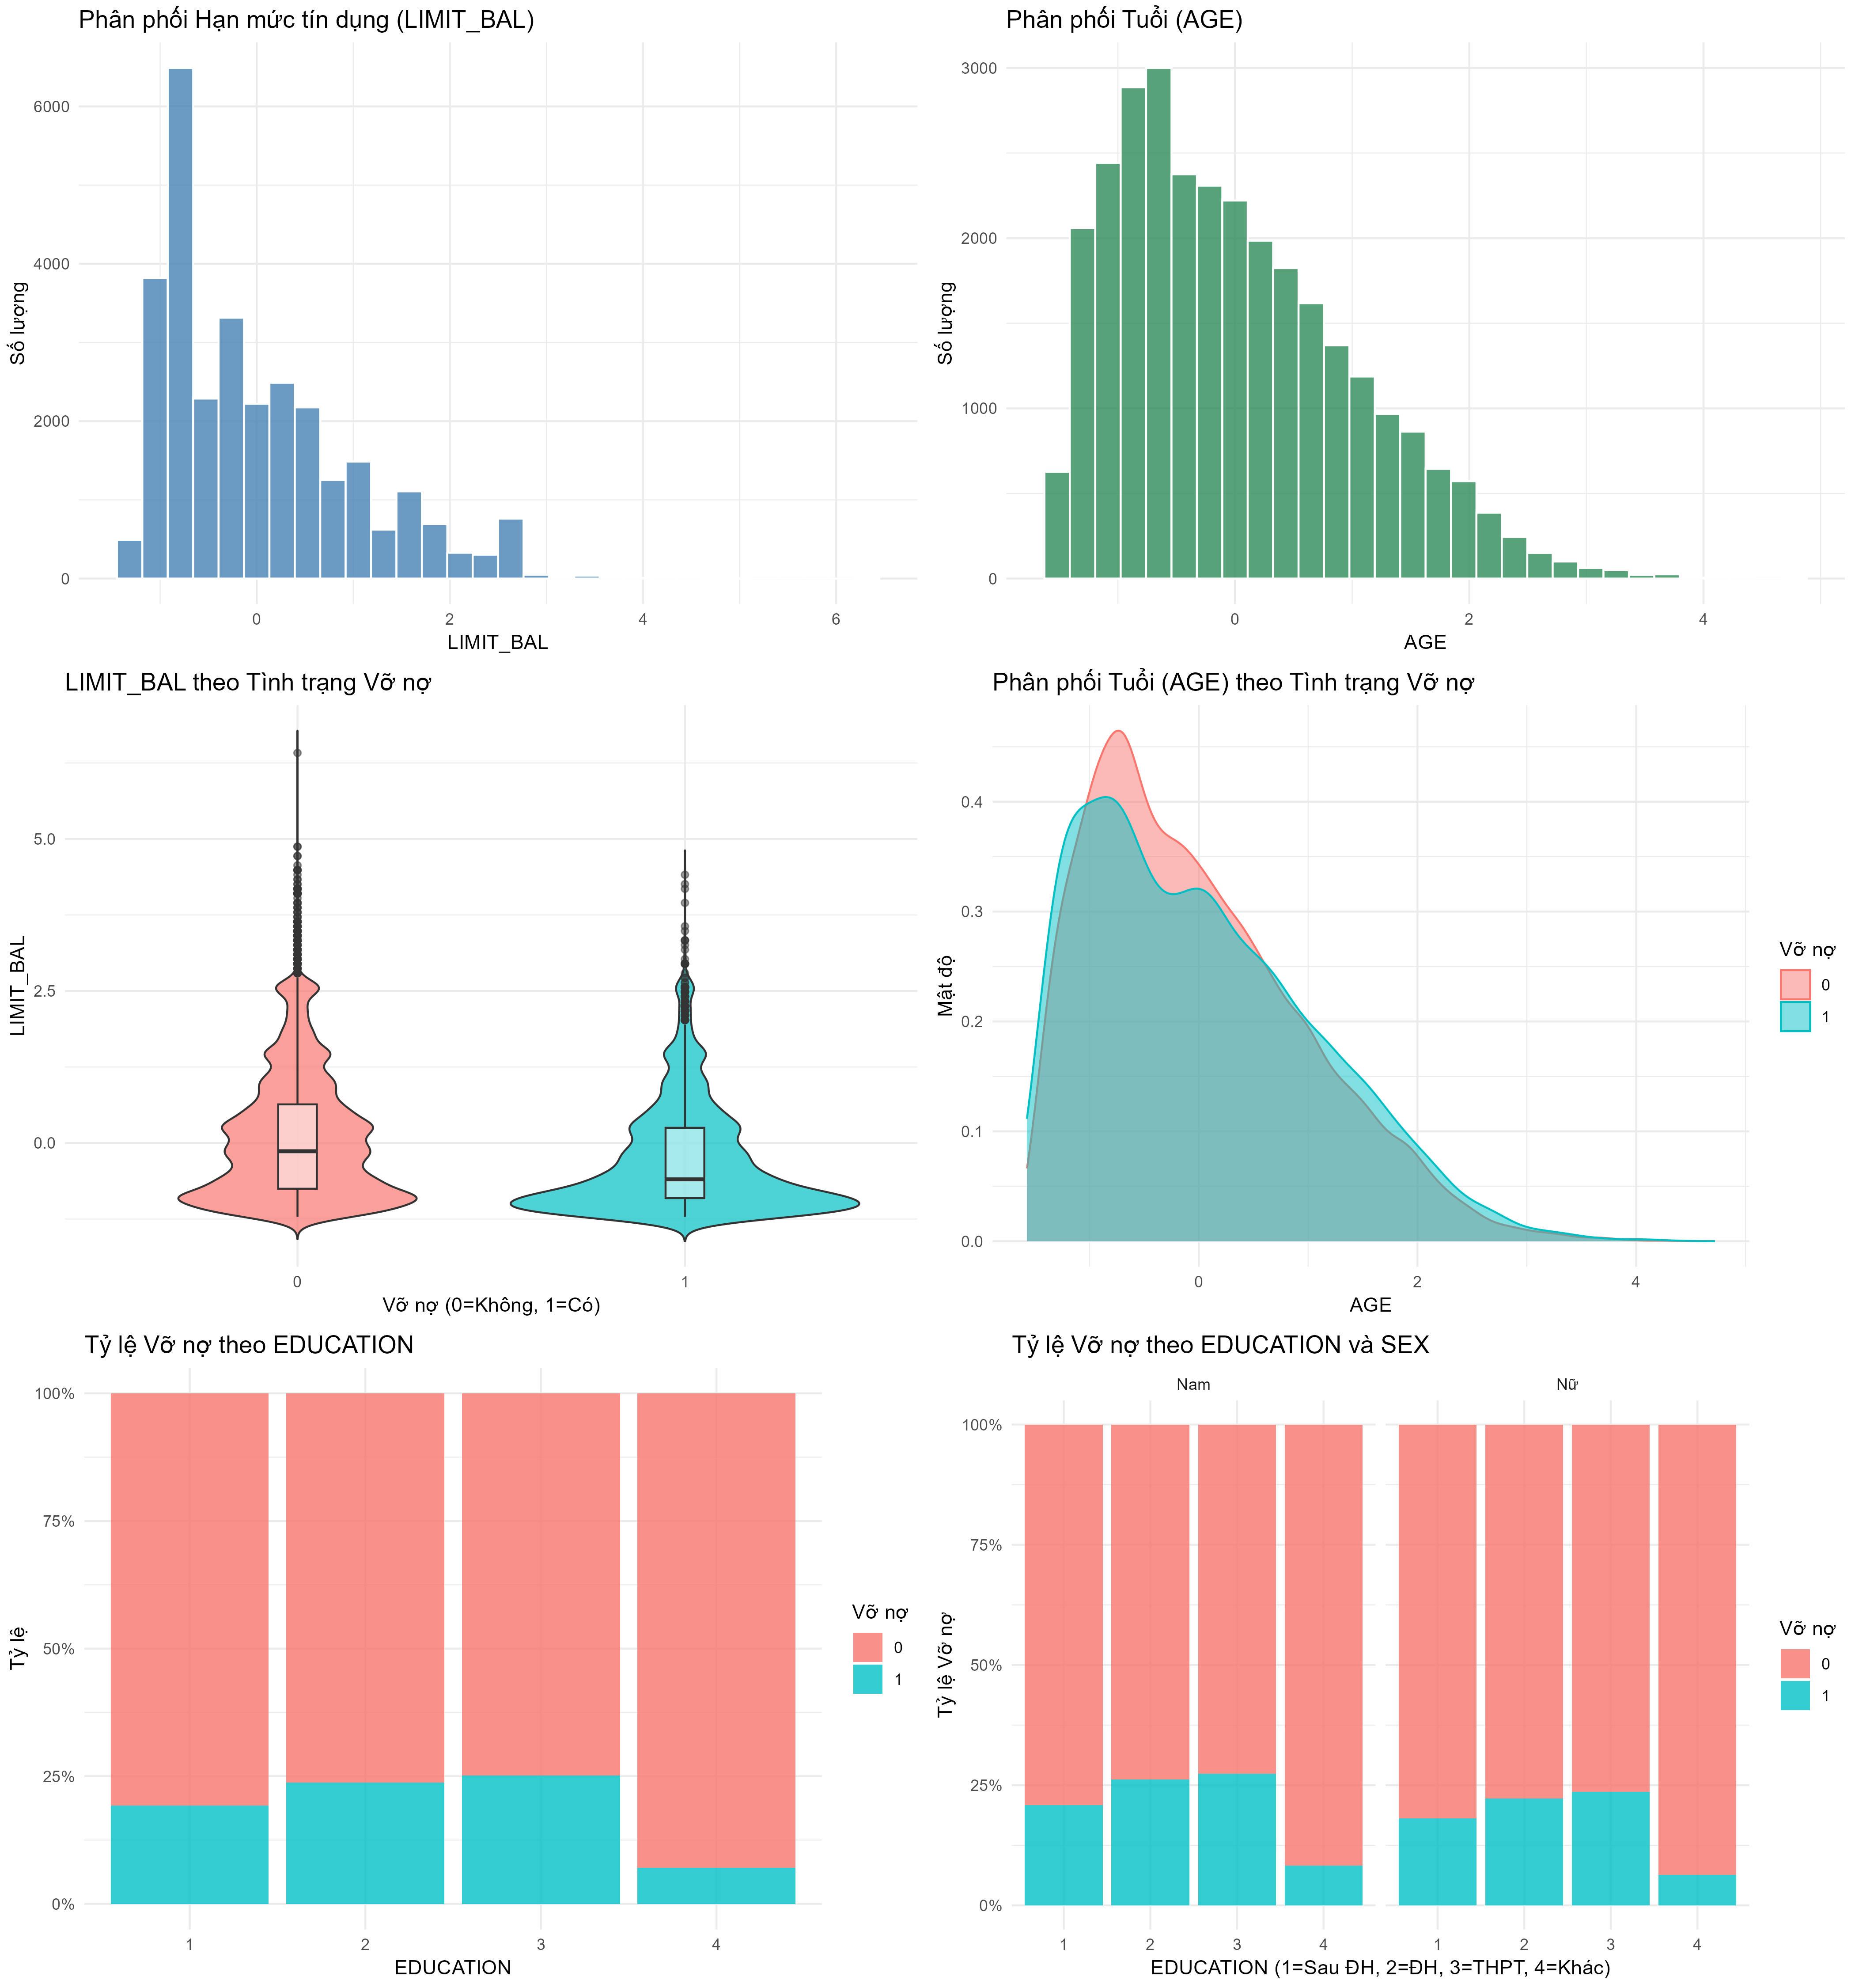 Phân phối Hạn mức tín dụng (LIMIT_BAL)
6000
4000
2000
0
Số lượng
0 2 4 6
LIMIT_BAL
Phân phối Tuổi (AGE)
3000
2000
1000
0
Số lượng
0 2 4
AGE
LIMIT_BAL theo Tình trạng Vỡ nợ
5.0
2.5
0.0
LIMIT_BAL
0 1
Vỡ nợ (0=Không, 1=Có)
Phân phối Tuổi (AGE) theo Tình trạng Vỡ nợ
0.4
0.3
0.2
0.1
0.0
Mật độ
0 2 4
AGE
Vỡ nợ
0
1
Tỷ lệ Vỡ nợ theo EDUCATION
100%
75%
50%
25%
0%
Tỷ lệ
1 2 3 4
EDUCATION
Vỡ nợ
0
1
Tỷ lệ Vỡ nợ theo EDUCATION và SEX
Nam Nữ
100%
75%
50%
25%
0%
Tỷ lệ Vỡ nợ
1 2 3 4 1 2 3 4
EDUCATION (1=Sau ĐH, 2=ĐH, 3=THPT, 4=Khác)
Vỡ nợ
0
1